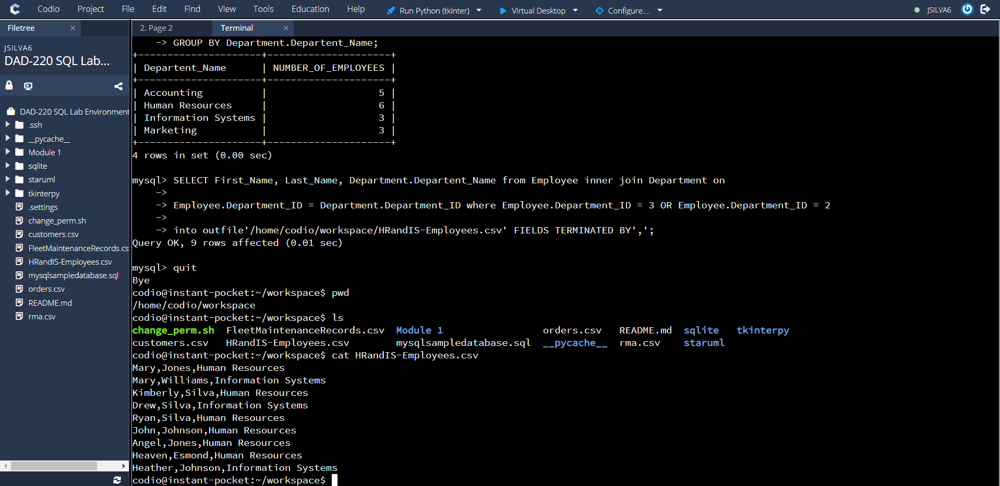 Codio Project File Edit Find View Tools Education Help Run Python (tkinter) Virtual Desktop Configure.... JSILVA6
Filetree
2. Page 2 Terminal
JSILVA6
DAD-220 SQL Lab...
DAD-220 SQL Lab Environment
.ssh
__pycache__
Module 1
sqlite
staruml
tkinterpy
.settings
change_perm.sh
customers.csv
FleetMaintenanceRecords.cs
HRandIS-Employees.csv
mysqlsampledatabase.sql
orders.csv
README.md
rma.csv
-> GROUP BY Department.Departent_Name;
+---------------------+---------------------+
| Departent_Name | NUMBER_OF_EMPLOYEES |
+---------------------+---------------------+
| Accounting | 5 |
| Human Resources | 6 |
| Information Systems | 3 |
| Marketing | 3 |
+---------------------+---------------------+
4 rows in set (0.00 sec)
mysql> SELECT First_Name, Last_Name, Department.Departent_Name from Employee inner join Department on
->
-> Employee.Department_ID = Department.Department_ID where Employee.Department_ID = 3 OR Employee.Department_ID = 2
->
-> into outfile'/home/codio/workspace/HRandIS-Employees.csv' FIELDS TERMINATED BY',';
Query OK, 9 rows affected (0.01 sec)
mysql> quit
Bye
codio@instant-pocket:~/workspace$ pwd
/home/codio/workspace
codio@instant-pocket:~/workspace$ ls
change_perm.sh FleetMaintenanceRecords.csv Module 1 orders.csv README.md sqlite tkinterpy
customers.csv HRandIS-Employees.csv mysqlsampledatabase.sql __pycache__ rma.csv staruml
codio@instant-pocket:~/workspace$ cat HRandIS-Employees.csv
Mary,Jones,Human Resources
Mary,Williams,Information Systems
Kimberly,Silva,Human Resources
Drew,Silva,Information Systems
Ryan,Silva,Human Resources
John,Johnson,Human Resources
Angel,Jones,Human Resources
Heaven,Esmond,Human Resources
Heather,Johnson,Information Systems
codio@instant-pocket:~/workspace$